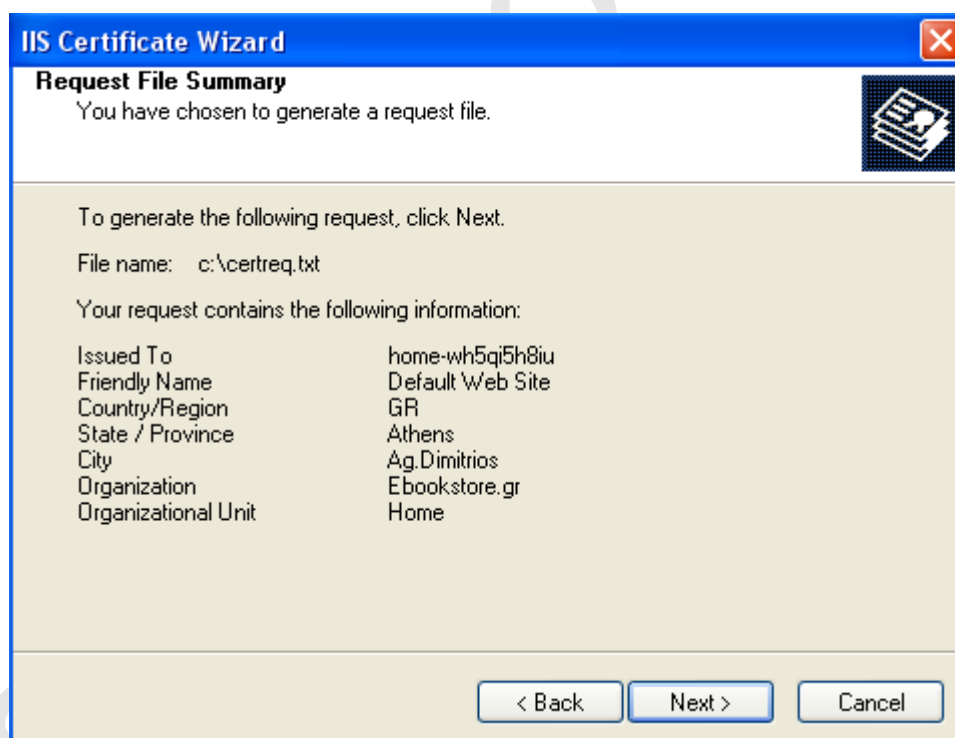 IIS Certificate Wizard
Request File Summary
You have chosen to generate a request file.
To generate the following request, click Next.
File name: c:\certreq.txt
Your request contains the following information:
Issued To home-wh5qi5h8iu
Friendly Name Default Web Site
Country/Region GR
State / Province Athens
City Ag.Dimitrios
Organization Ebookstore.gr
Organizational Unit Home
< Back Next > Cancel